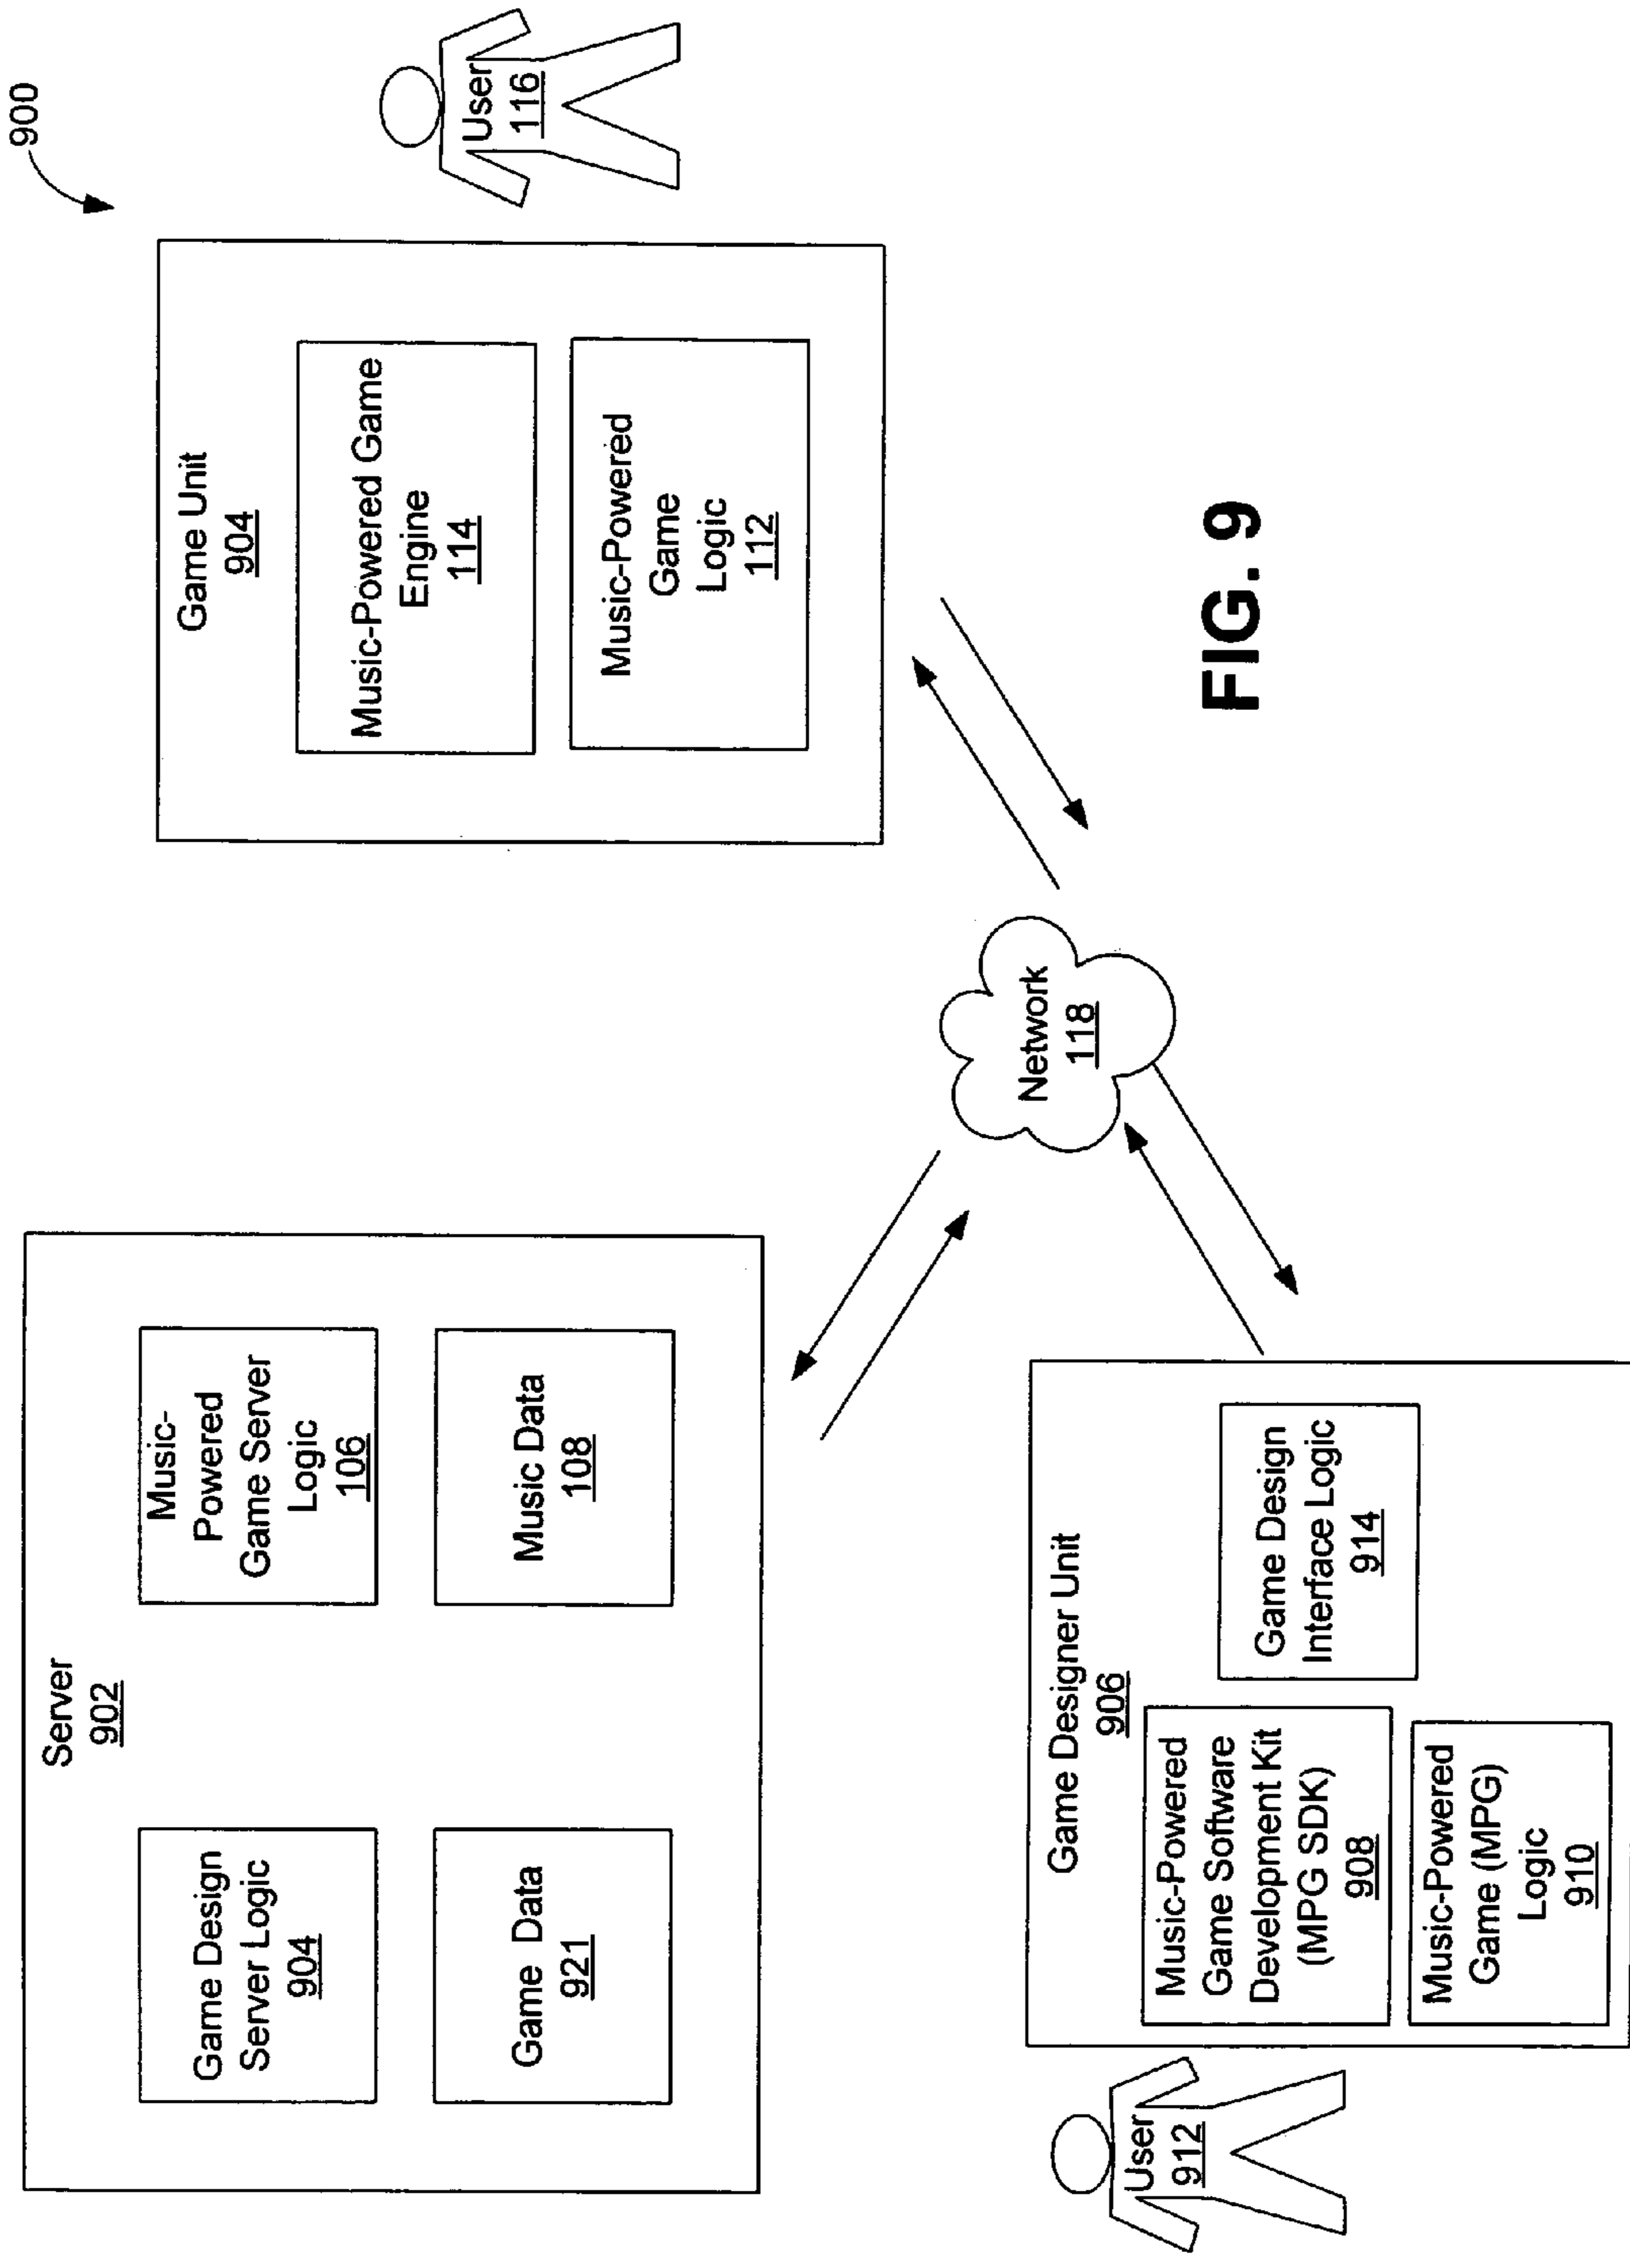 900
Server
902
Game Design
Server Logic
904
Music-
Powered
Game Server
Logic
106
Game Data
921
Music Data
108
Game Unit
904
Music-Powered Game
Engine
114
Music-Powered
Game
Logic
112
User
116
Network
118
Game Designer Unit
906
Music-Powered
Game Software
Development Kit
(MPG SDK)
908
Game Design
Interface Logic
914
Music-Powered
Game (MPG)
Logic
910
User
912
FIG. 9